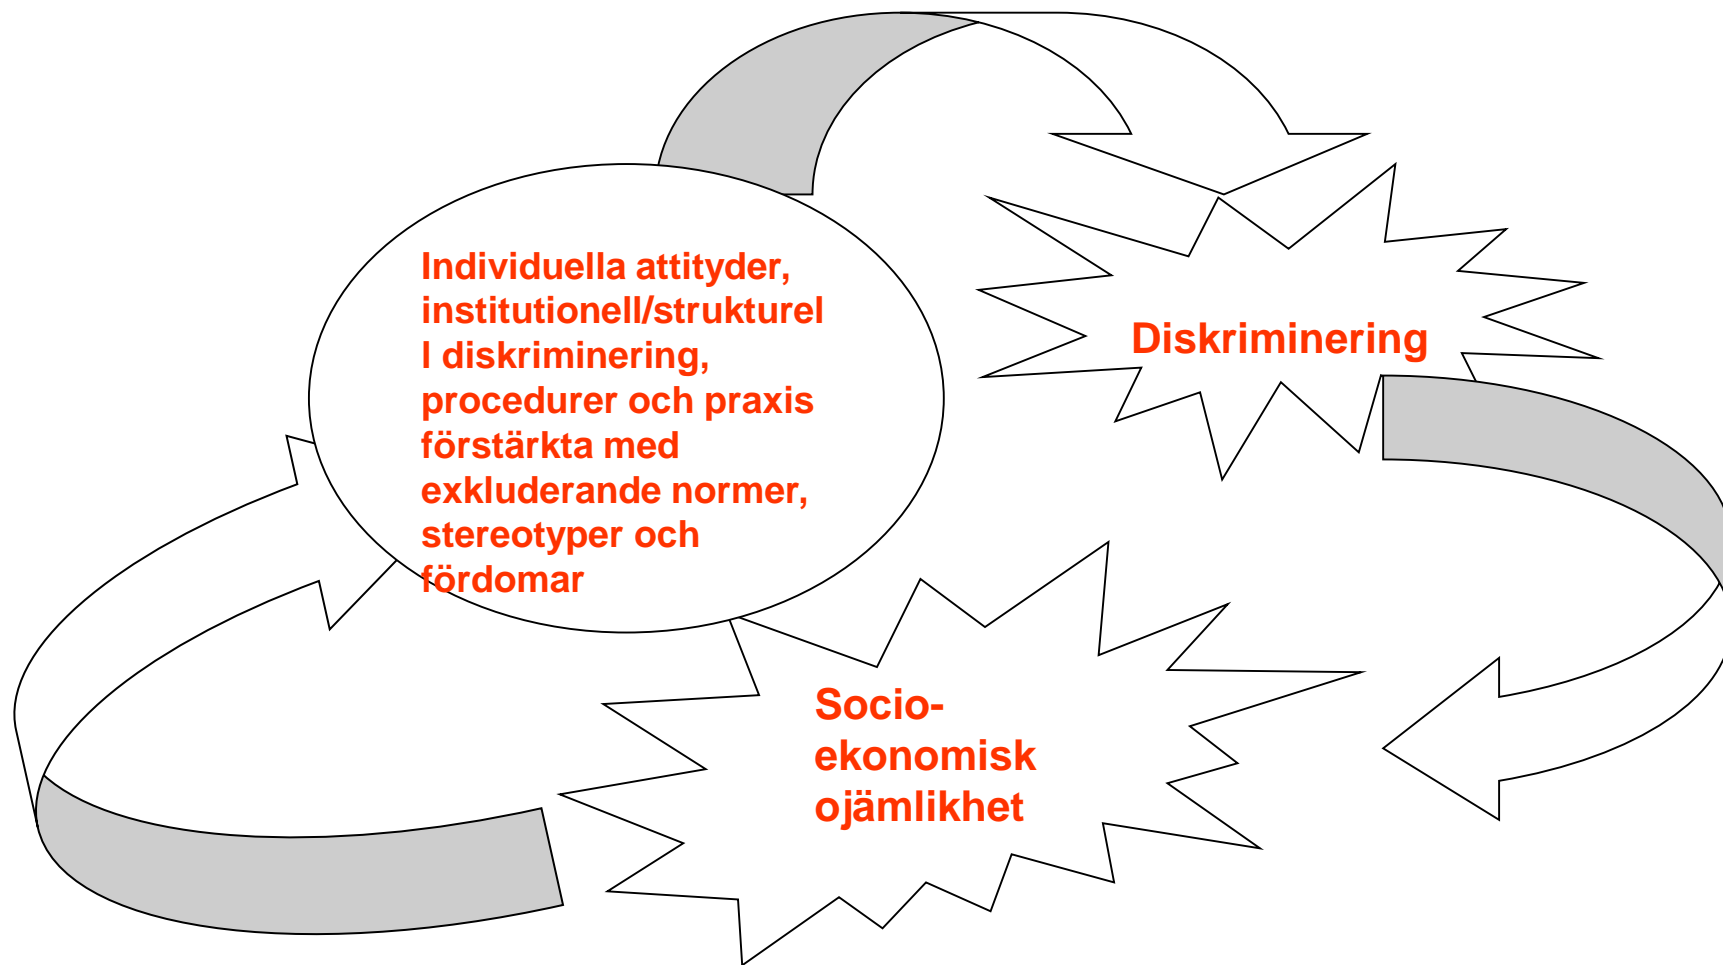 Individuella attityder,
institutionell/strukturel
l diskriminering,
procedurer och praxis
förstärkta med
exkluderande normer,
stereotyper och
fördomar
Diskriminering
Socio-
ekonomisk
ojämlikhet